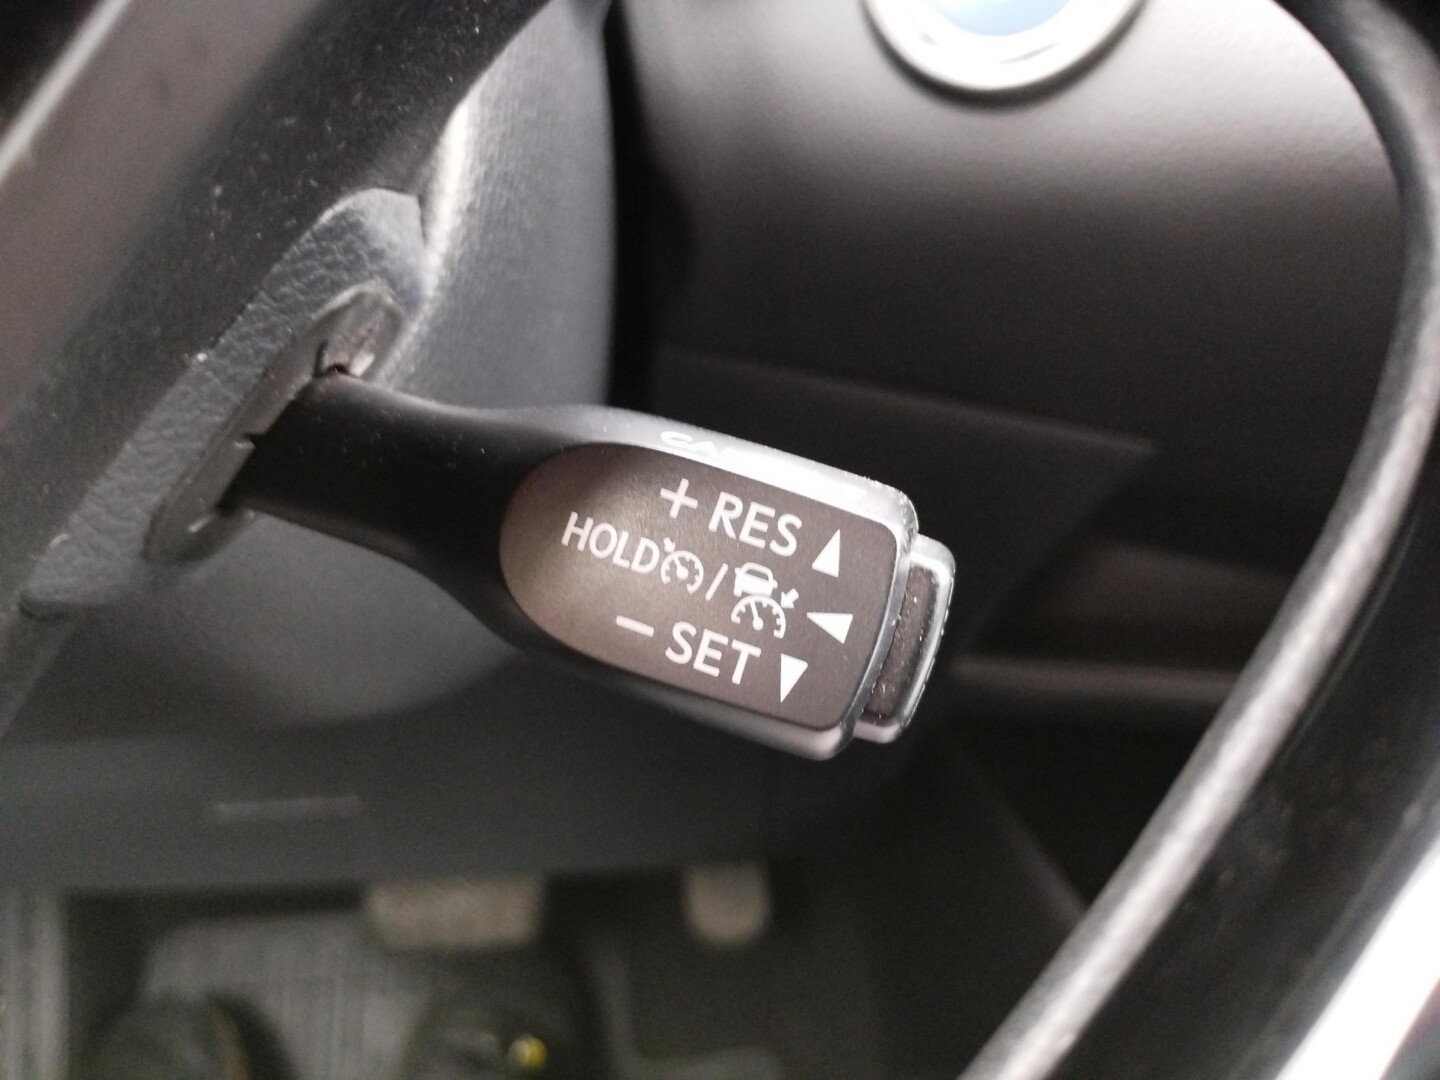 + RES
HOLD /
− SET